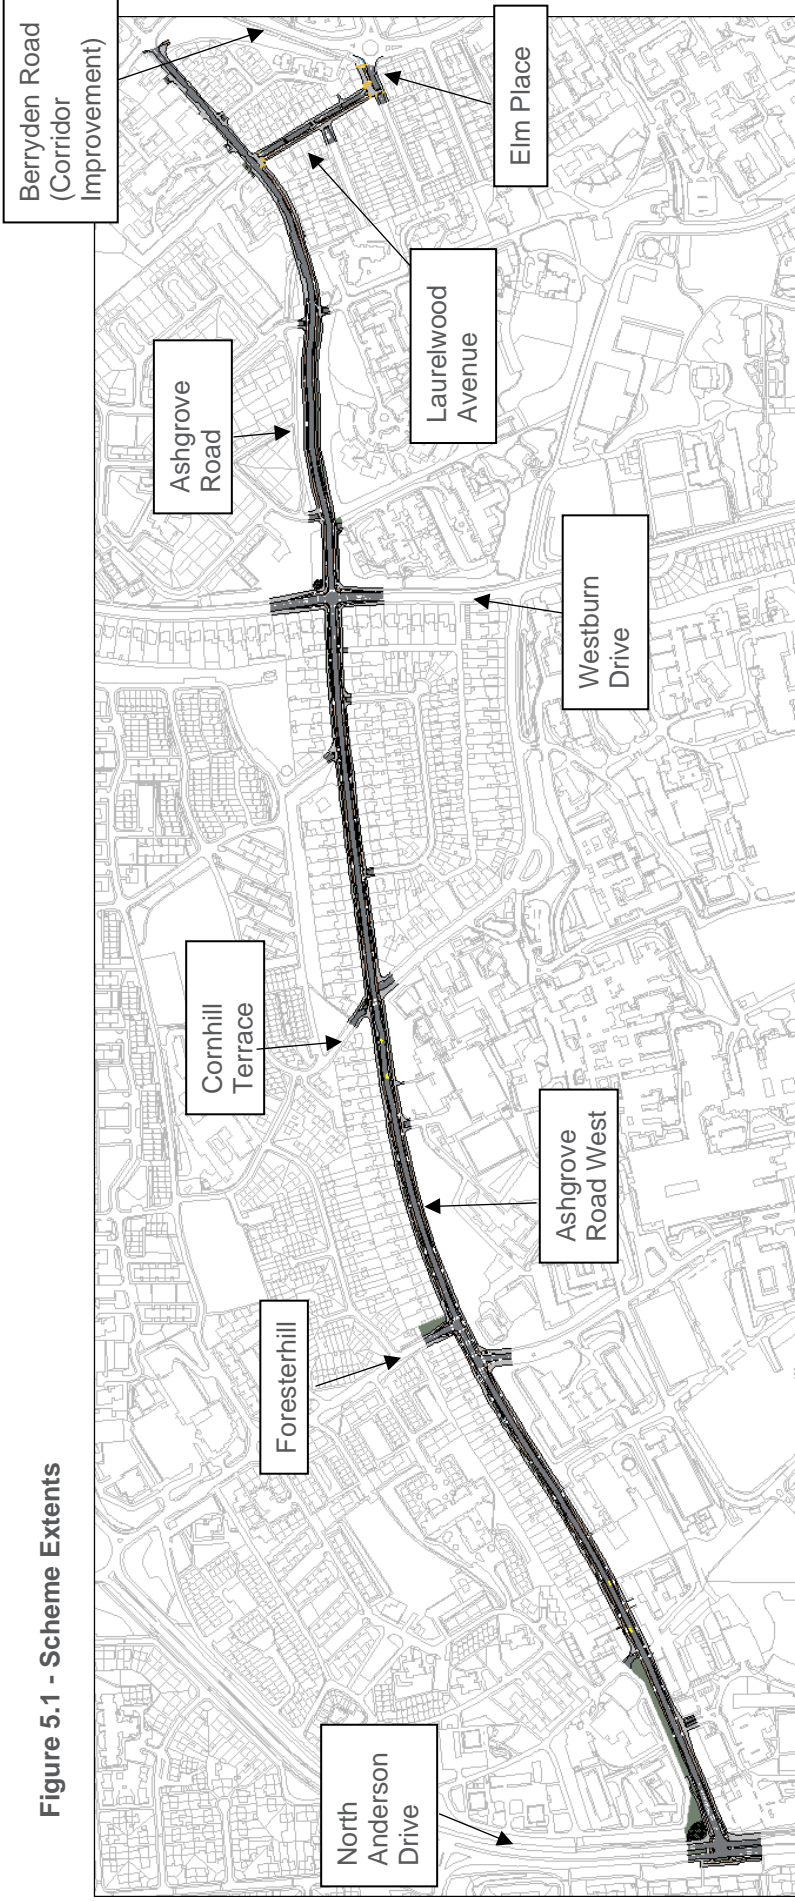 Figure 5.1 - Scheme Extents
North
Anderson
Drive
Foresterhill
Ashgrove
Road West
Cornhill
Terrace
Westburn
Drive
Ashgrove
Road
Laurelwood
Avenue
Elm Place
Berryden Road
(Corridor
Improvement)